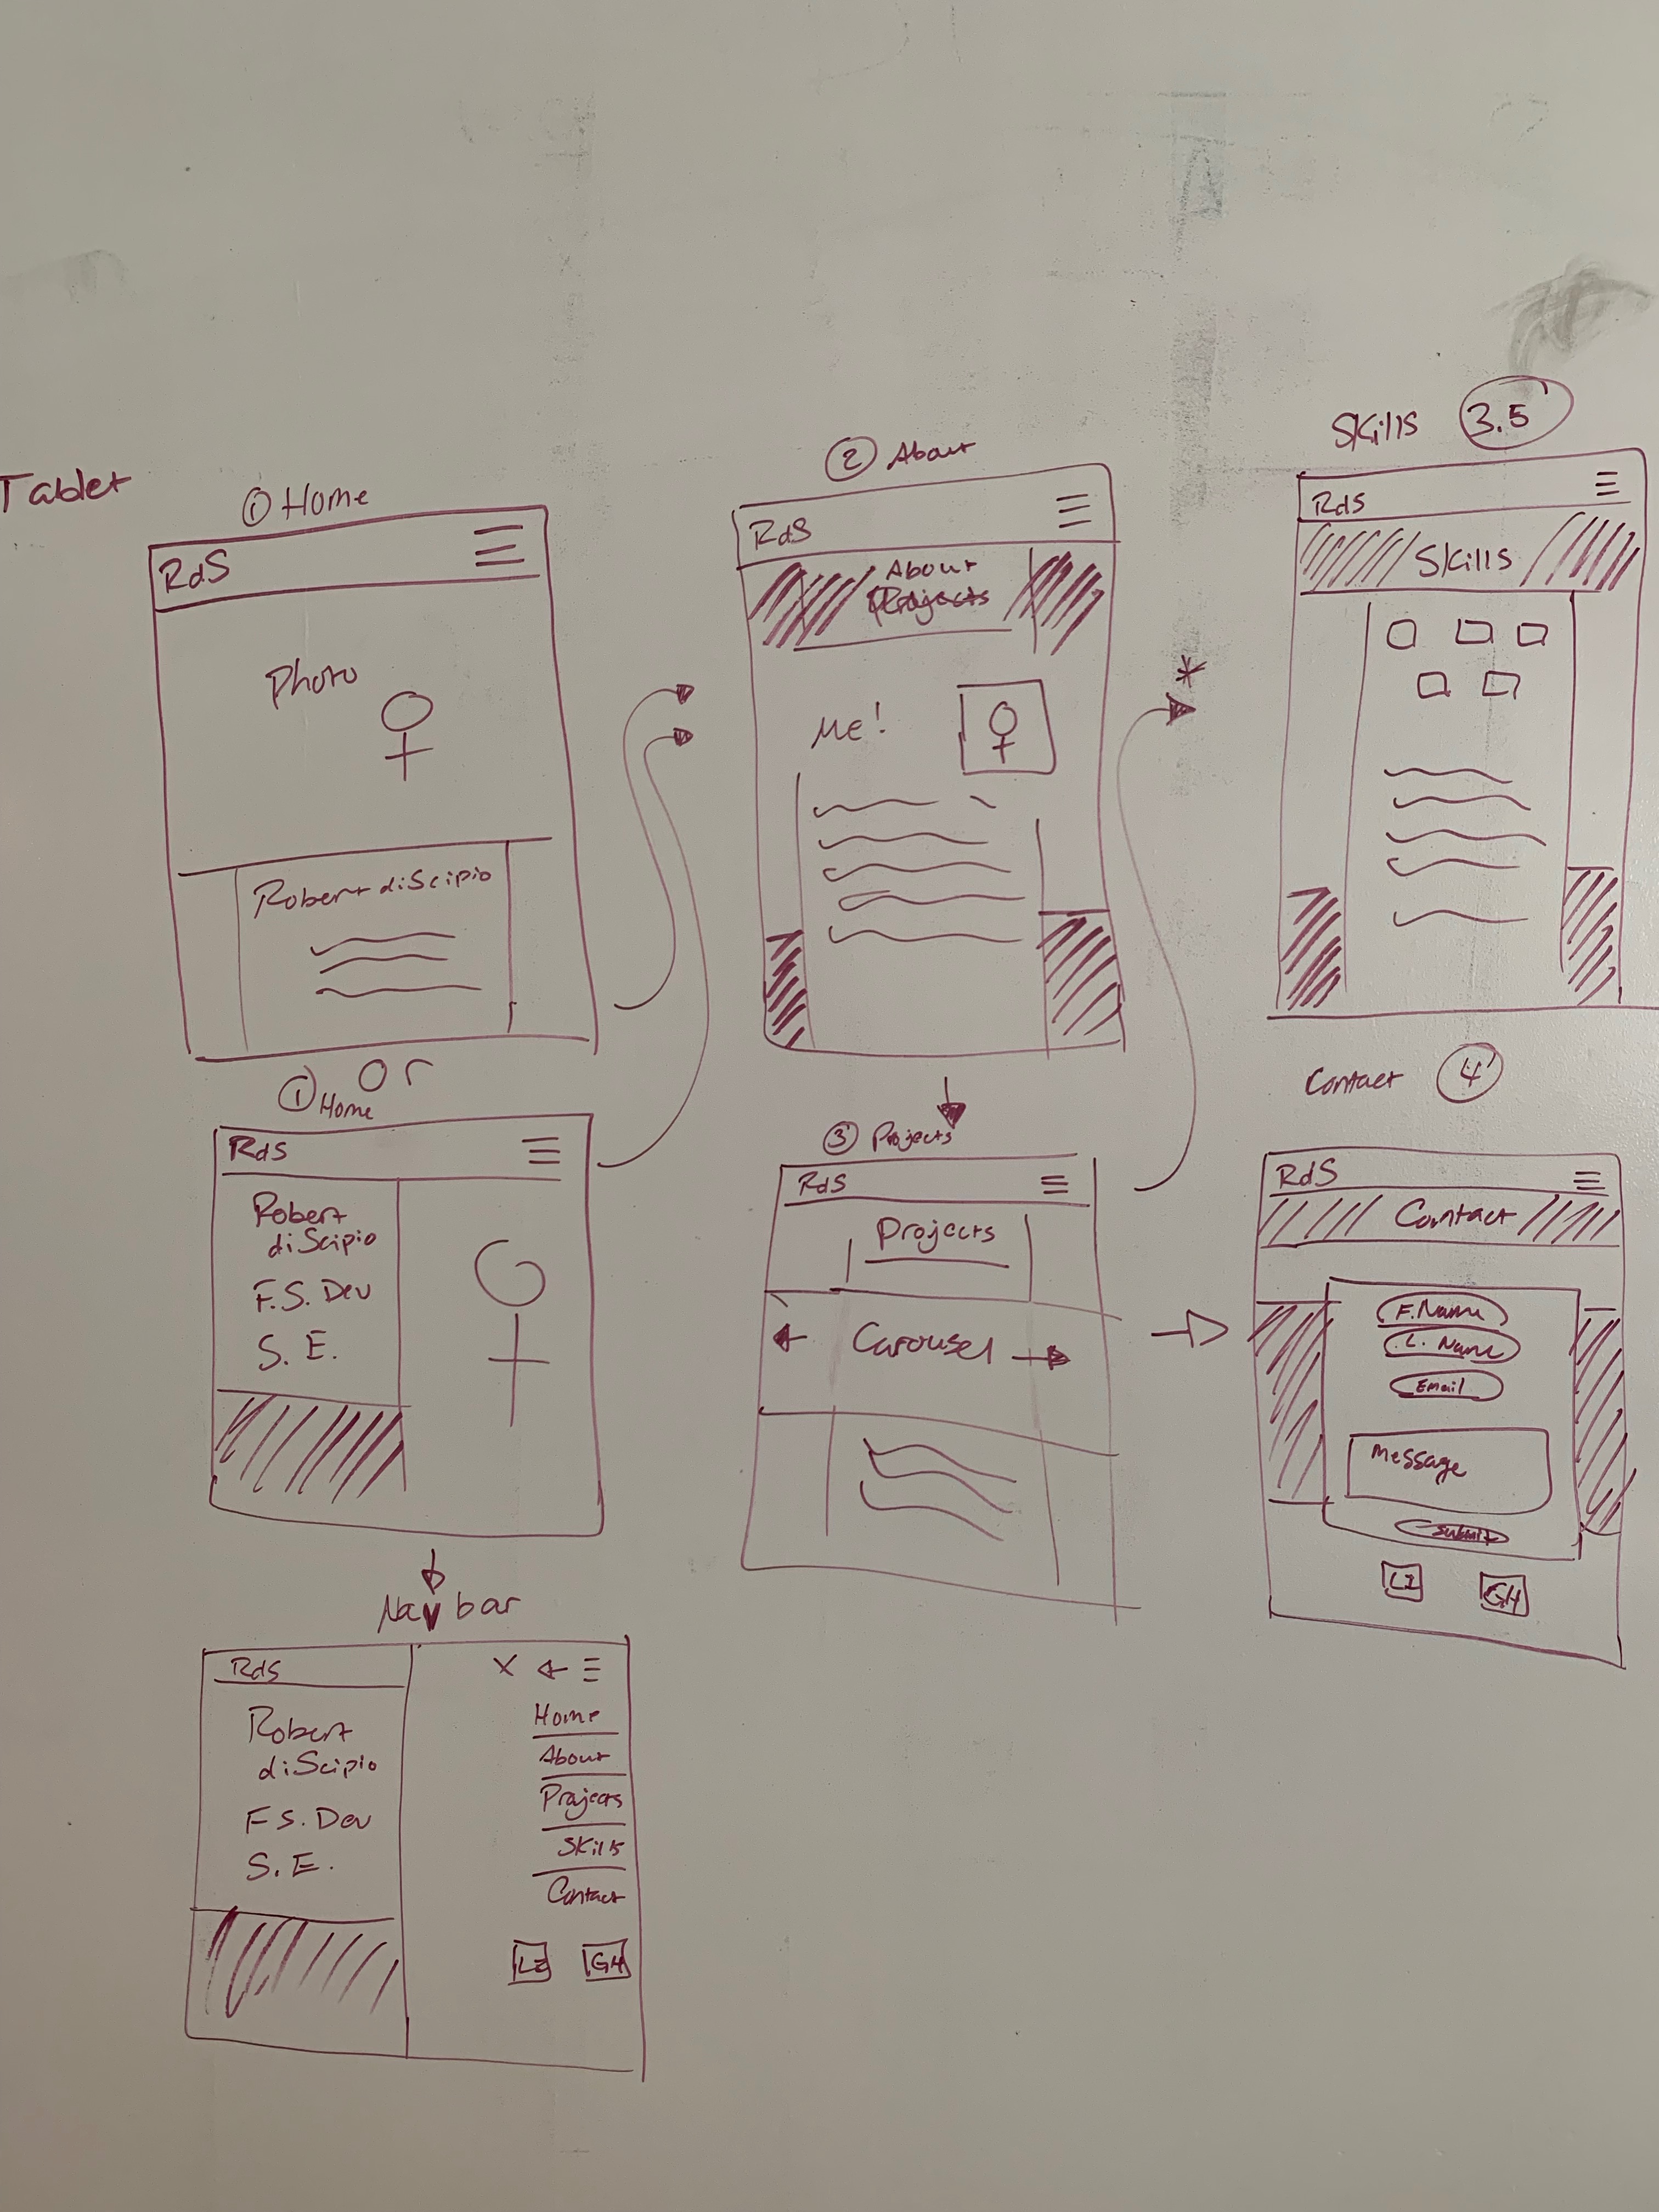 Tablet
① Home
RdS
Photo
Robert diScipio
or
① Home
RdS
Robert
diScipio
F.S. Dev
S. E.
Navbar
RdS
Robert
diScipio
F S. Dev
S. E.
X
Home
About
Projects
Skills
Contact
LI
GH
② About
RdS
About
Projects
ME!
③ Projects
RdS
Projects
Carousel
*
Skills 3.5
RdS
Skills
Contact 4
RdS
Contact
F. Name
L. Name
Email
Message
Submit
LI
GH